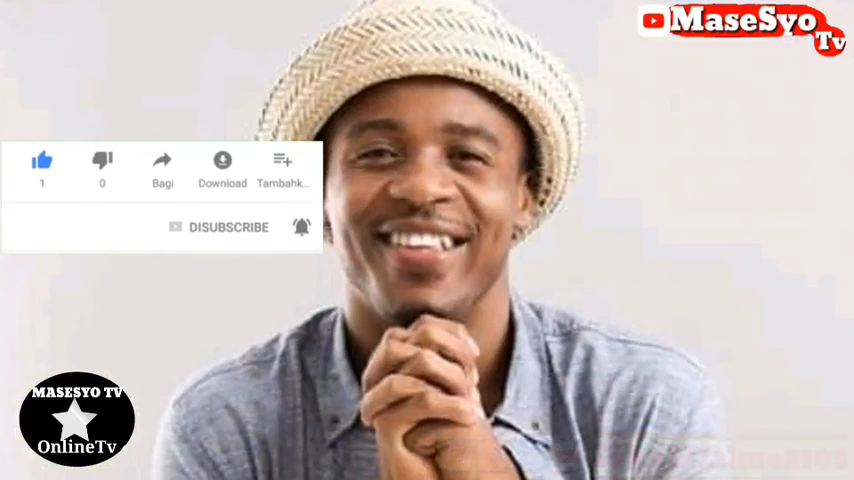 MaseSyo
Tv
1
0
Bagi
Download
Tambahk...
DISUBSCRIBE
MASESYO TV
OnlineTv